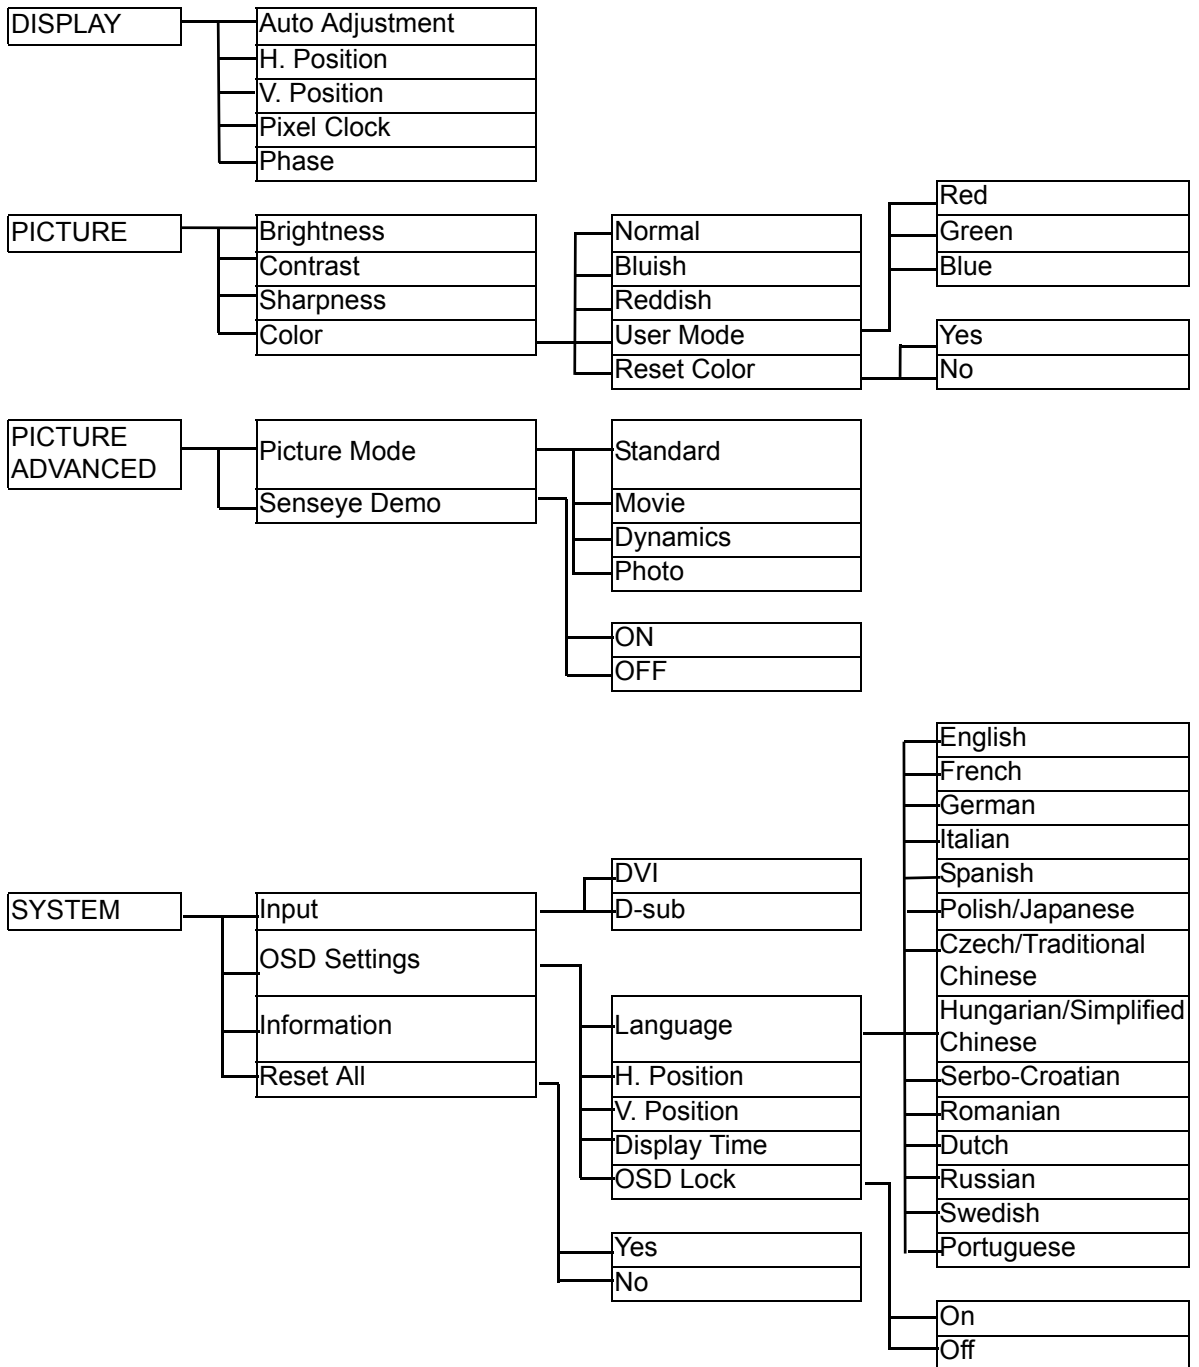 DISPLAY
Auto Adjustment
H. Position
V. Position
Pixel Clock
Phase
PICTURE
Brightness
Contrast
Sharpness
Color
Normal
Bluish
Reddish
User Mode
Reset Color
Red
Green
Blue
Yes
No
PICTURE
ADVANCED
Picture Mode
Senseye Demo
Standard
Movie
Dynamics
Photo
ON
OFF
SYSTEM
Input
OSD Settings
Information
Reset All
DVI
D-sub
Language
H. Position
V. Position
Display Time
OSD Lock
Yes
No
English
French
German
Italian
Spanish
Polish/Japanese
Czech/Traditional
Chinese
Hungarian/Simplified
Chinese
Serbo-Croatian
Romanian
Dutch
Russian
Swedish
Portuguese
On
Off